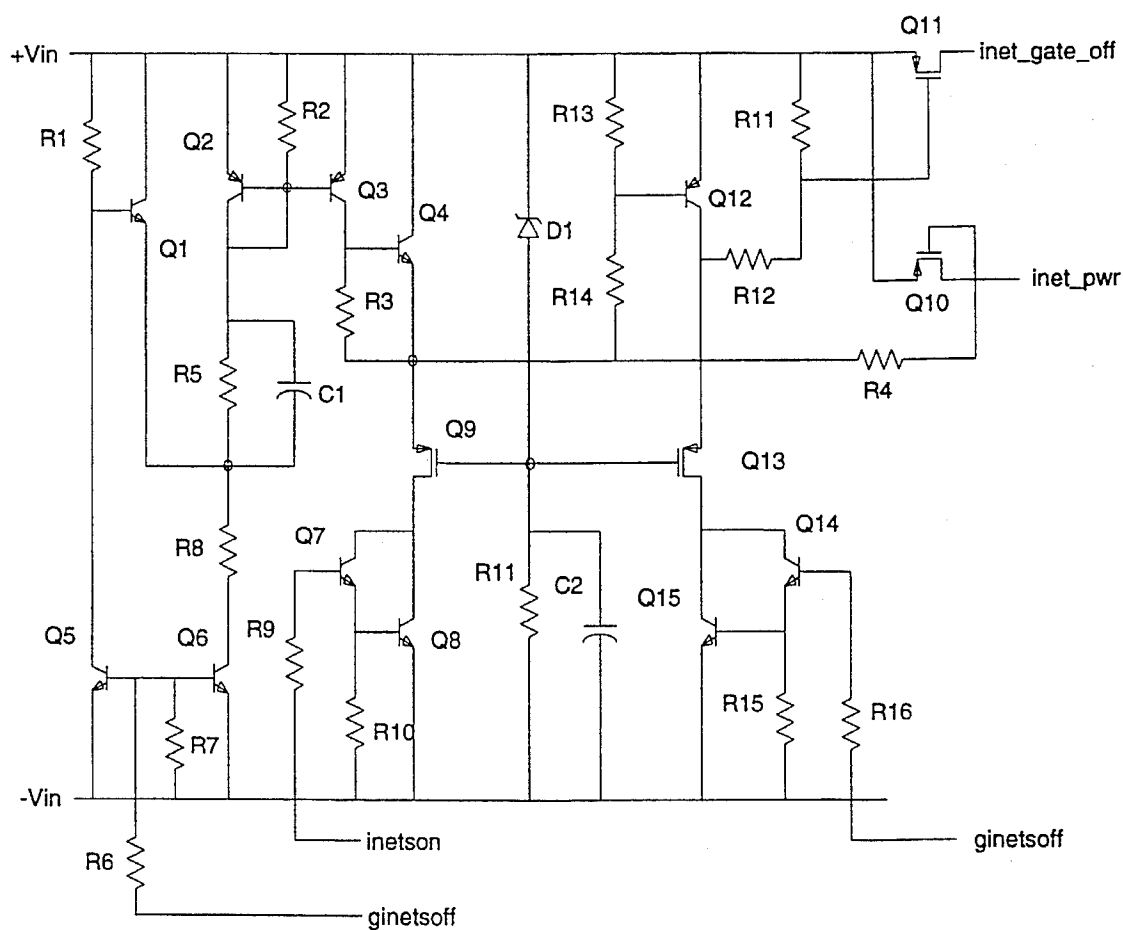 Q11
+Vin
inet_gate_off
R1
R2
R13
R11
Q2
Q3
Q12
Q4
Q1
D1
R3
R14
R12
inet_pwr
Q10
R5
C1
R4
Q9
Q13
Q7
Q14
R8
R11
C2
Q15
Q5
Q6
R9
Q8
R7
R10
R15
R16
-Vin
inetson
ginetsoff
R6
ginetsoff